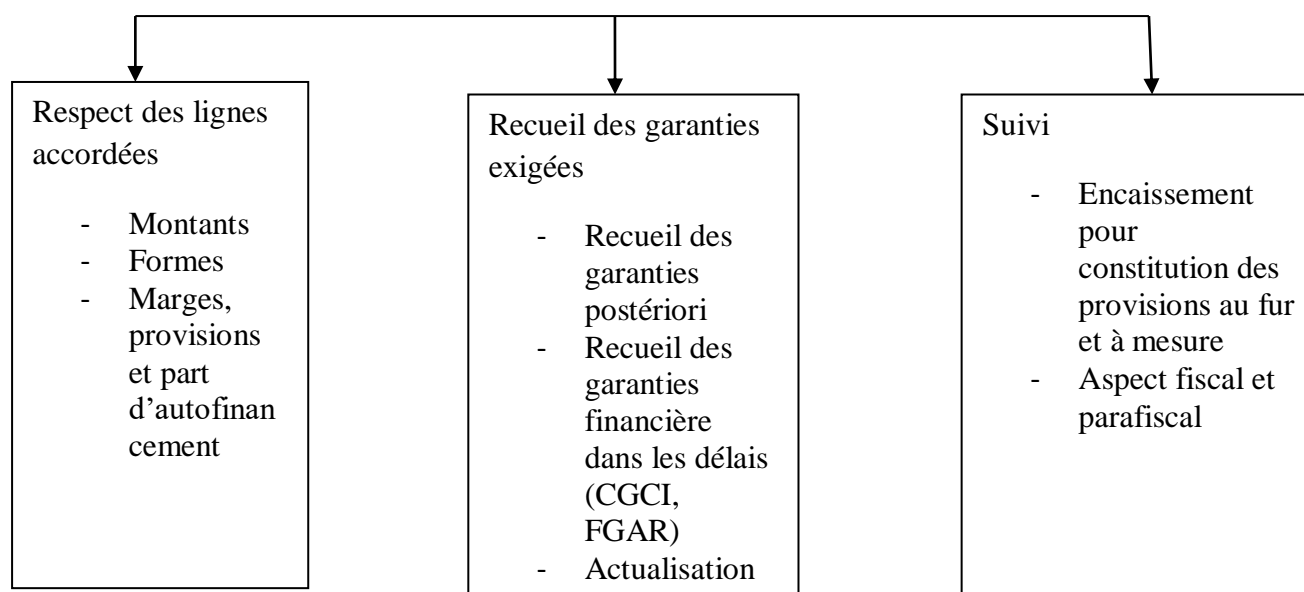 Respect des lignes
accordées
- Montants
- Formes
- Marges,
provisions
et part
d’autofinan
cement
Recueil des garanties
exigées
- Recueil des
garanties
postériori
- Recueil des
garanties
financière
dans les délais
(CGCI,
FGAR)
- Actualisation
Suivi
- Encaissement
pour
constitution des
provisions au fur
et à mesure
- Aspect fiscal et
parafiscal